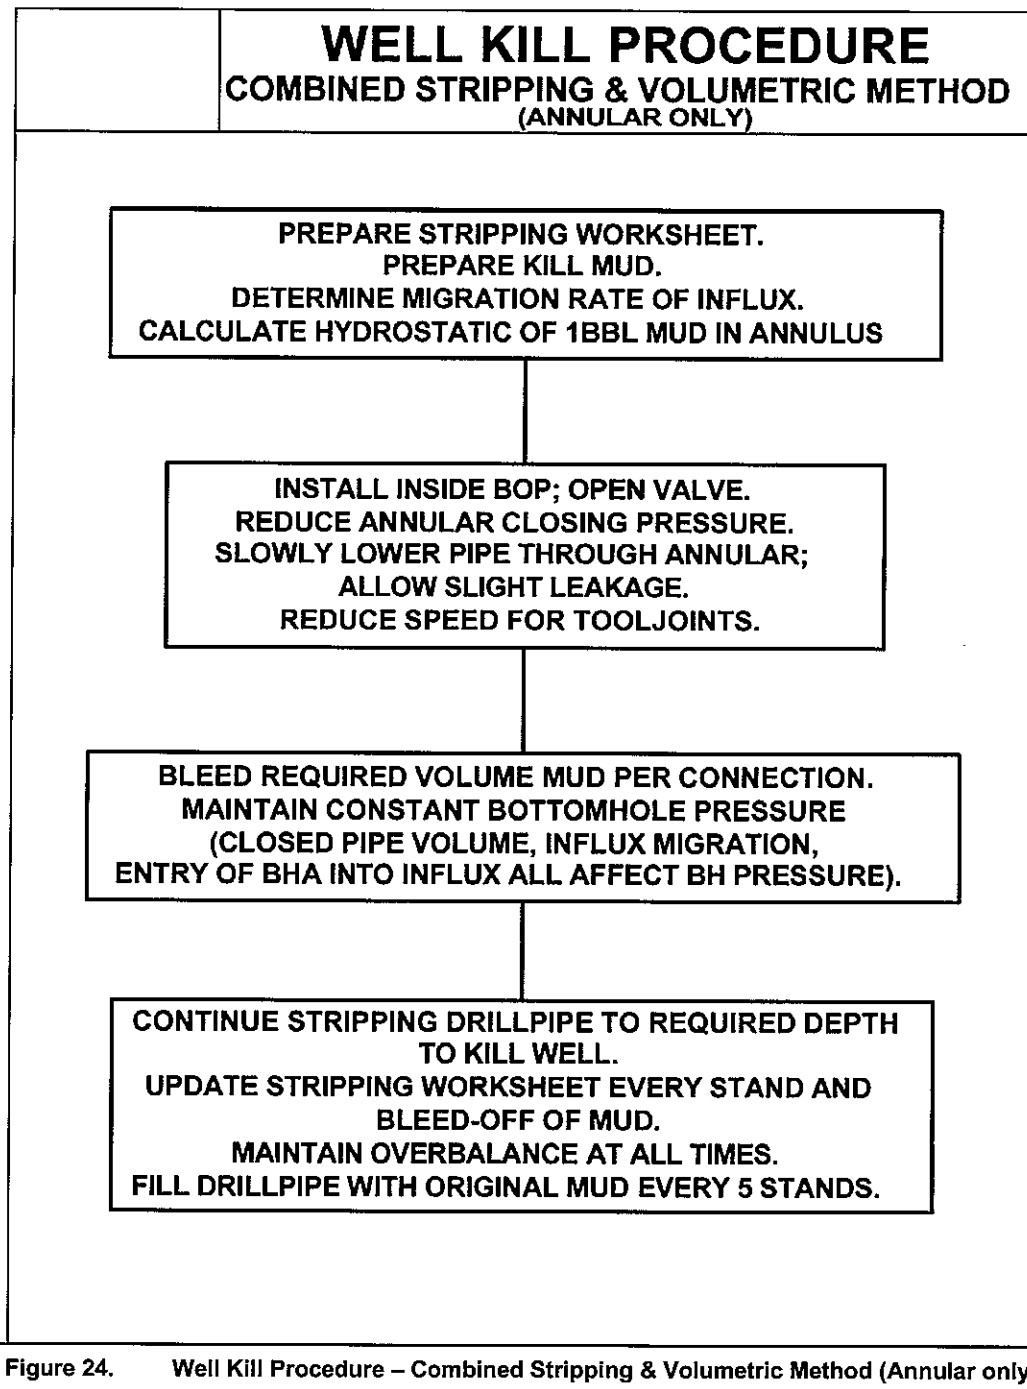 WELL KILL PROCEDURE
COMBINED STRIPPING & VOLUMETRIC METHOD
(ANNULAR ONLY)
PREPARE STRIPPING WORKSHEET.
PREPARE KILL MUD.
DETERMINE MIGRATION RATE OF INFLUX.
CALCULATE HYDROSTATIC OF 1BBL MUD IN ANNULUS
INSTALL INSIDE BOP; OPEN VALVE.
REDUCE ANNULAR CLOSING PRESSURE.
SLOWLY LOWER PIPE THROUGH ANNULAR;
ALLOW SLIGHT LEAKAGE.
REDUCE SPEED FOR TOOLJOINTS.
BLEED REQUIRED VOLUME MUD PER CONNECTION.
MAINTAIN CONSTANT BOTTOMHOLE PRESSURE
(CLOSED PIPE VOLUME, INFLUX MIGRATION,
ENTRY OF BHA INTO INFLUX ALL AFFECT BH PRESSURE).
CONTINUE STRIPPING DRILLPIPE TO REQUIRED DEPTH
TO KILL WELL.
UPDATE STRIPPING WORKSHEET EVERY STAND AND
BLEED-OFF OF MUD.
MAINTAIN OVERBALANCE AT ALL TIMES.
FILL DRILLPIPE WITH ORIGINAL MUD EVERY 5 STANDS.
Figure 24. Well Kill Procedure – Combined Stripping & Volumetric Method (Annular only